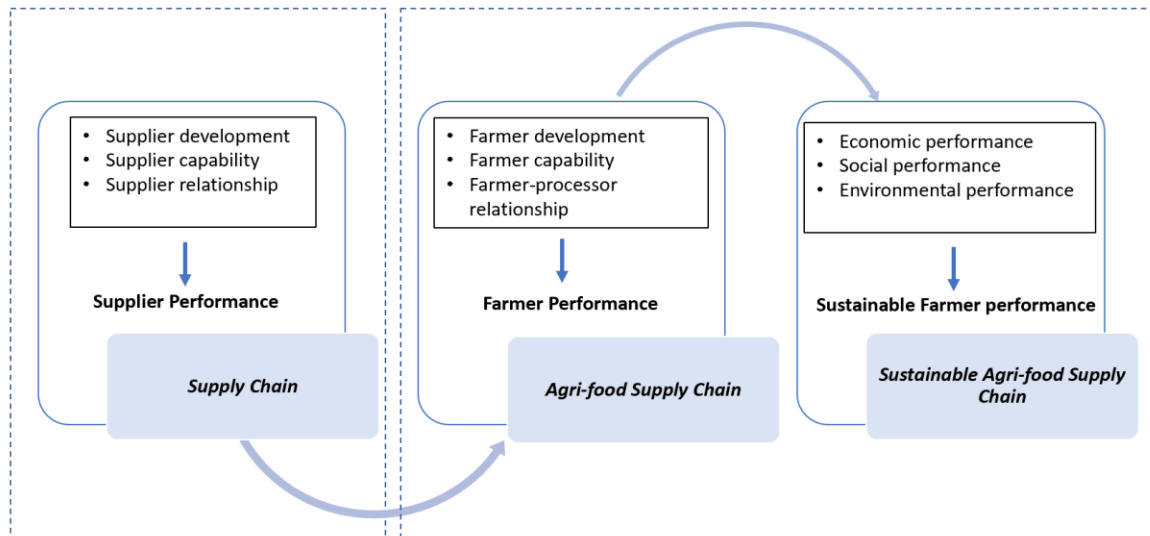 • Supplier development
• Supplier capability
• Supplier relationship
Supplier Performance
Supply Chain
• Farmer development
• Farmer capability
• Farmer-processor
relationship
Farmer Performance
Agri-food Supply Chain
• Economic performance
• Social performance
• Environmental performance
Sustainable Farmer performance
Sustainable Agri-food Supply
Chain